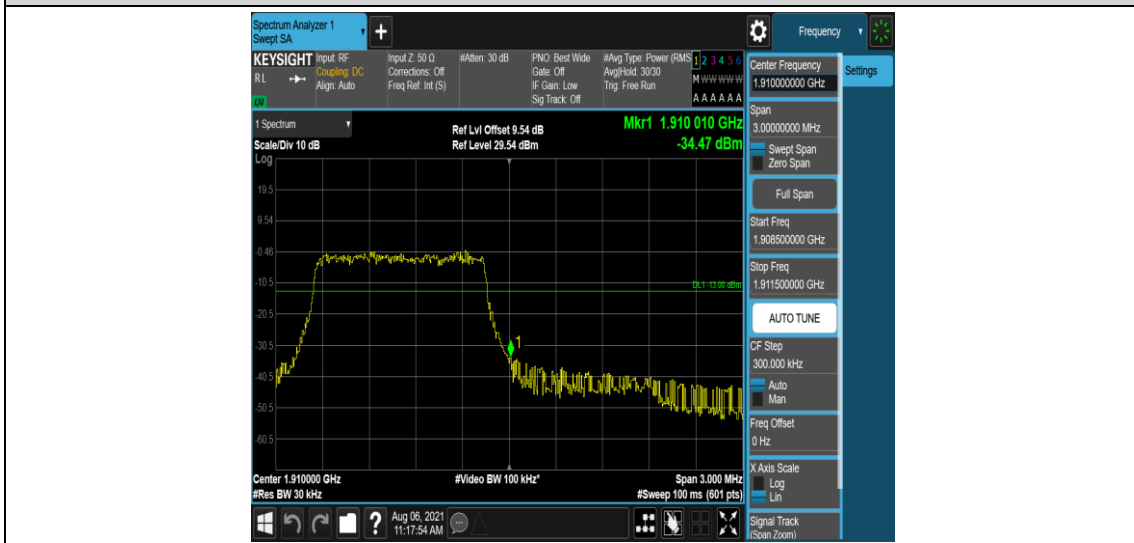 Spectrum Analyzer 1
Swept SA
Frequency
KEYSIGHT
Input: RF
Input Z: 50 Ω
#Atten: 30 dB
PNO: Best Wide
#Avg Type: Power (RMS
1 2 3 4 5 6
RL
Coupling: DC
Corrections: Off
Gate: Off
Avg|Hold: 30/30
M W W W W W
Align: Auto
Freq Ref: Int (S)
IF Gain: Low
Trig: Free Run
Sig Track: Off
A A A A A A
LXI
1 Spectrum
Ref Lvl Offset 9.54 dB
Mkr1 1.910 010 GHz
Scale/Div 10 dB
Ref Level 29.54 dBm
-34.47 dBm
Log
19.5
9.54
-0.46
-10.5
DL1 -13.00 dBm
-20.5
-30.5
1
-40.5
-50.5
-60.5
Center 1.910000 GHz
#Video BW 100 kHz*
Span 3.000 MHz
#Res BW 30 kHz
#Sweep 100 ms (601 pts)
Center Frequency
1.910000000 GHz
Settings
Span
3.00000000 MHz
Swept Span
Zero Span
Full Span
Start Freq
1.908500000 GHz
Stop Freq
1.911500000 GHz
AUTO TUNE
CF Step
300.000 kHz
Auto
Man
Freq Offset
0 Hz
X Axis Scale
Log
Lin
Signal Track
(Span Zoom)
?
Aug 06, 2021
11:17:54 AM